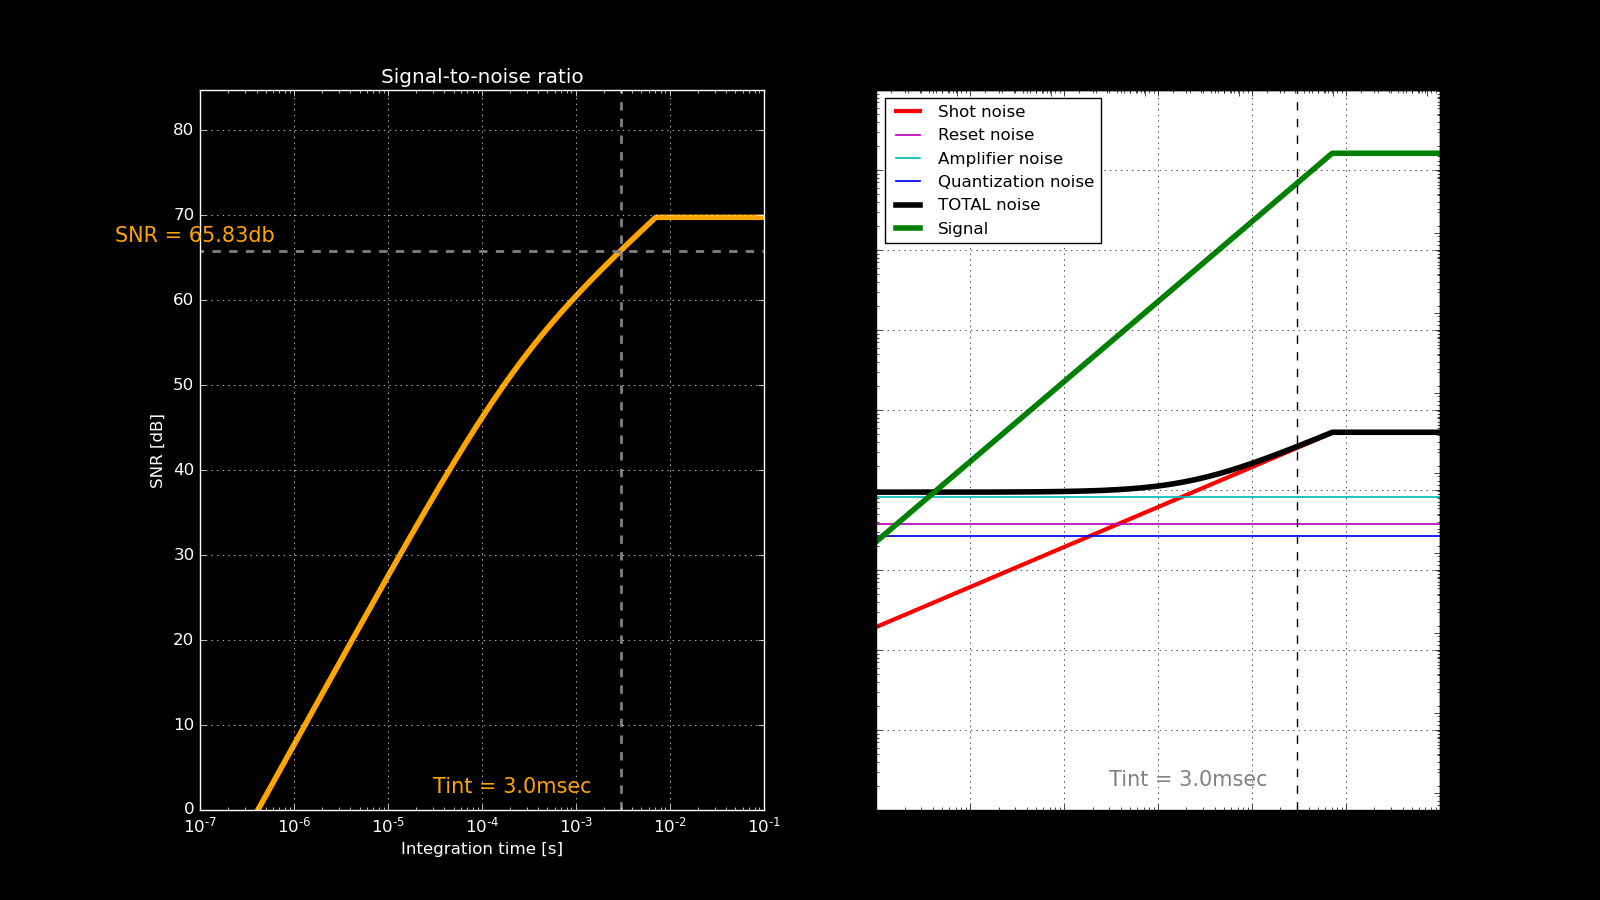 Signal-to-noise ratio
80
70
SNR = 65.83db
60
50
40
30
20
10
0
SNR [dB]
Tint = 3.0msec
10^-7 10^-6 10^-5 10^-4 10^-3 10^-2 10^-1
Integration time [s]
Shot noise
Reset noise
Amplifier noise
Quantization noise
TOTAL noise
Signal
Tint = 3.0msec